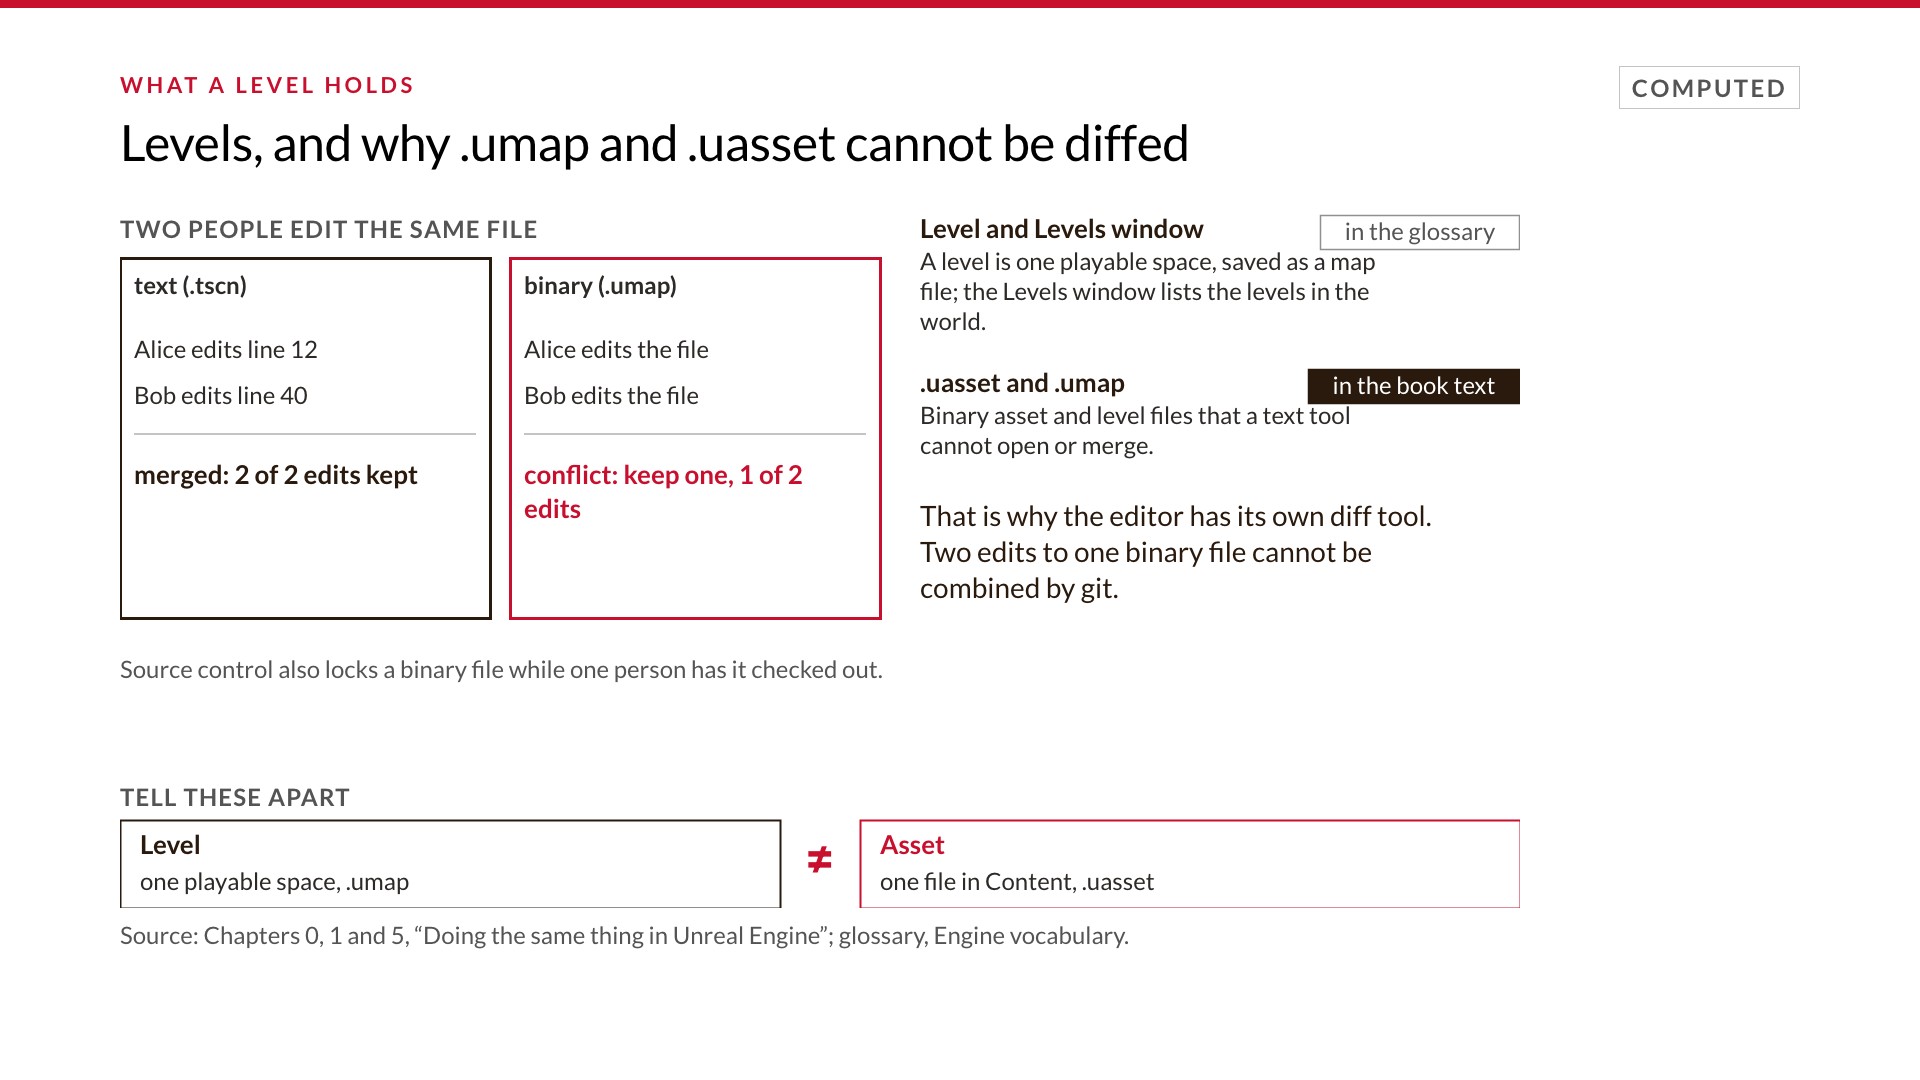 WHAT A LEVEL HOLDS
COMPUTED
Levels, and why .umap and .uasset cannot be diffed
TWO PEOPLE EDIT THE SAME FILE
text (.tscn)
Alice edits line 12
Bob edits line 40
merged: 2 of 2 edits kept
binary (.umap)
Alice edits the file
Bob edits the file
conflict: keep one, 1 of 2
edits
Level and Levels window
in the glossary
A level is one playable space, saved as a map
file; the Levels window lists the levels in the
world.
.uasset and .umap
in the book text
Binary asset and level files that a text tool
cannot open or merge.
That is why the editor has its own diff tool.
Two edits to one binary file cannot be
combined by git.
Source control also locks a binary file while one person has it checked out.
TELL THESE APART
Level
one playable space, .umap
≠
Asset
one file in Content, .uasset
Source: Chapters 0, 1 and 5, “Doing the same thing in Unreal Engine”; glossary, Engine vocabulary.